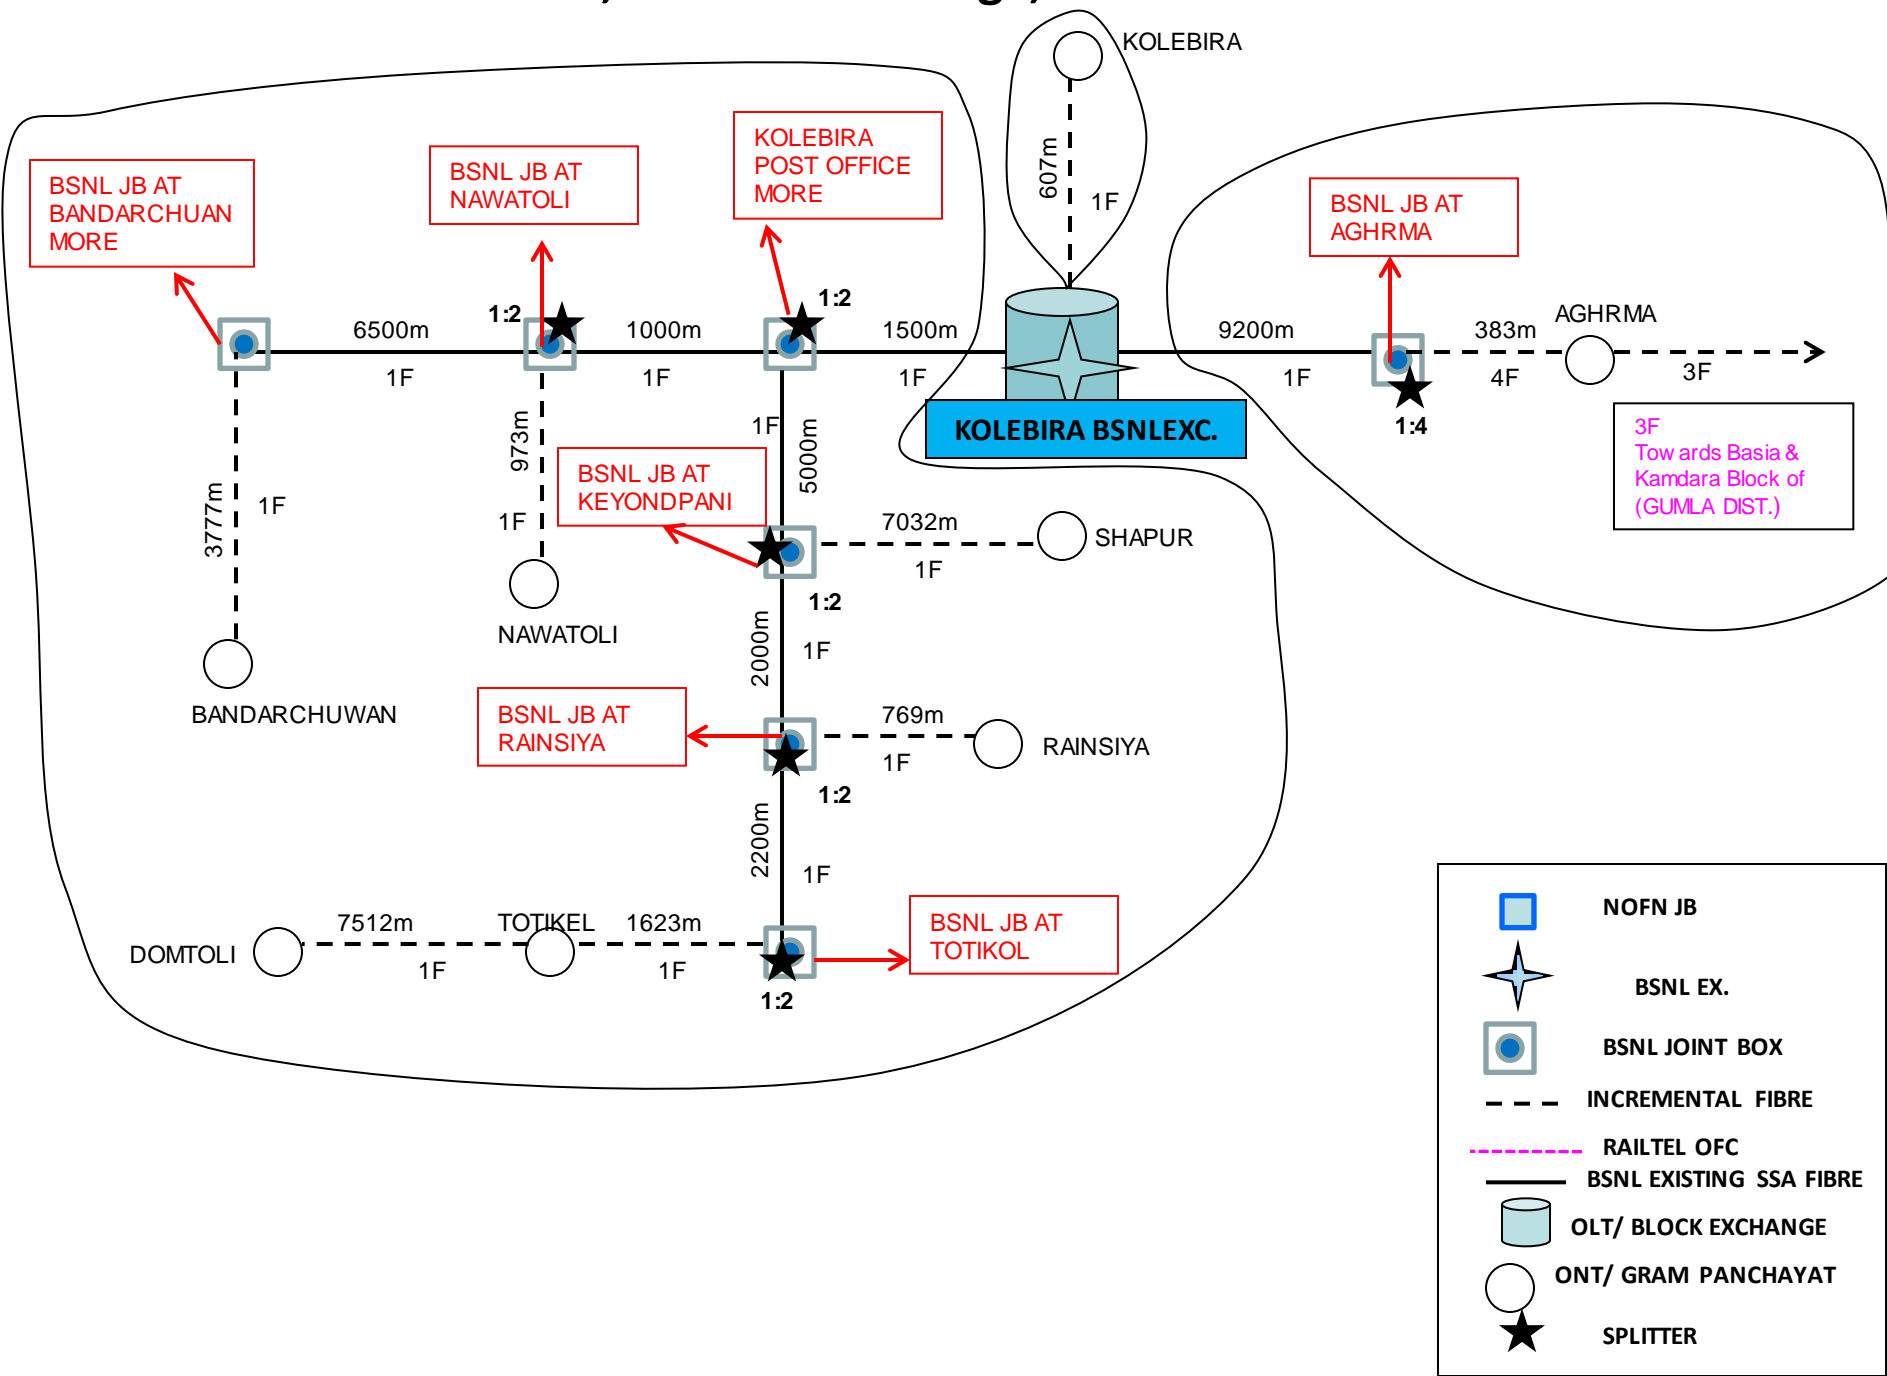 KOLEBIRA
607m
1F
BSNL JB AT
BANDARCHUAN
MORE
BSNL JB AT
NAWATOLI
KOLEBIRA
POST OFFICE
MORE
BSNL JB AT
AGHRMA
6500m
1F
1:2
1000m
1F
1:2
1500m
1F
9200m
1F
383m
4F
AGHRMA
3F
1:4
KOLEBIRA BSNLEXC.
3F
Towards Basia &
Kamdara Block of
(GUMLA DIST.)
3777m
1F
973m
1F
1F
5000m
BSNL JB AT
KEYONDPANI
7032m
1F
SHAPUR
1:2
NAWATOLI
2000m
1F
BANDARCHUWAN
BSNL JB AT
RAINSIYA
769m
1F
RAINSIYA
1:2
2200m
1F
DOMTOLI
7512m
1F
TOTIKEL
1623m
1F
1:2
BSNL JB AT
TOTIKOL
NOFN JB
BSNL EX.
BSNL JOINT BOX
INCREMENTAL FIBRE
RAILTEL OFC
BSNL EXISTING SSA FIBRE
OLT/ BLOCK EXCHANGE
ONT/ GRAM PANCHAYAT
SPLITTER